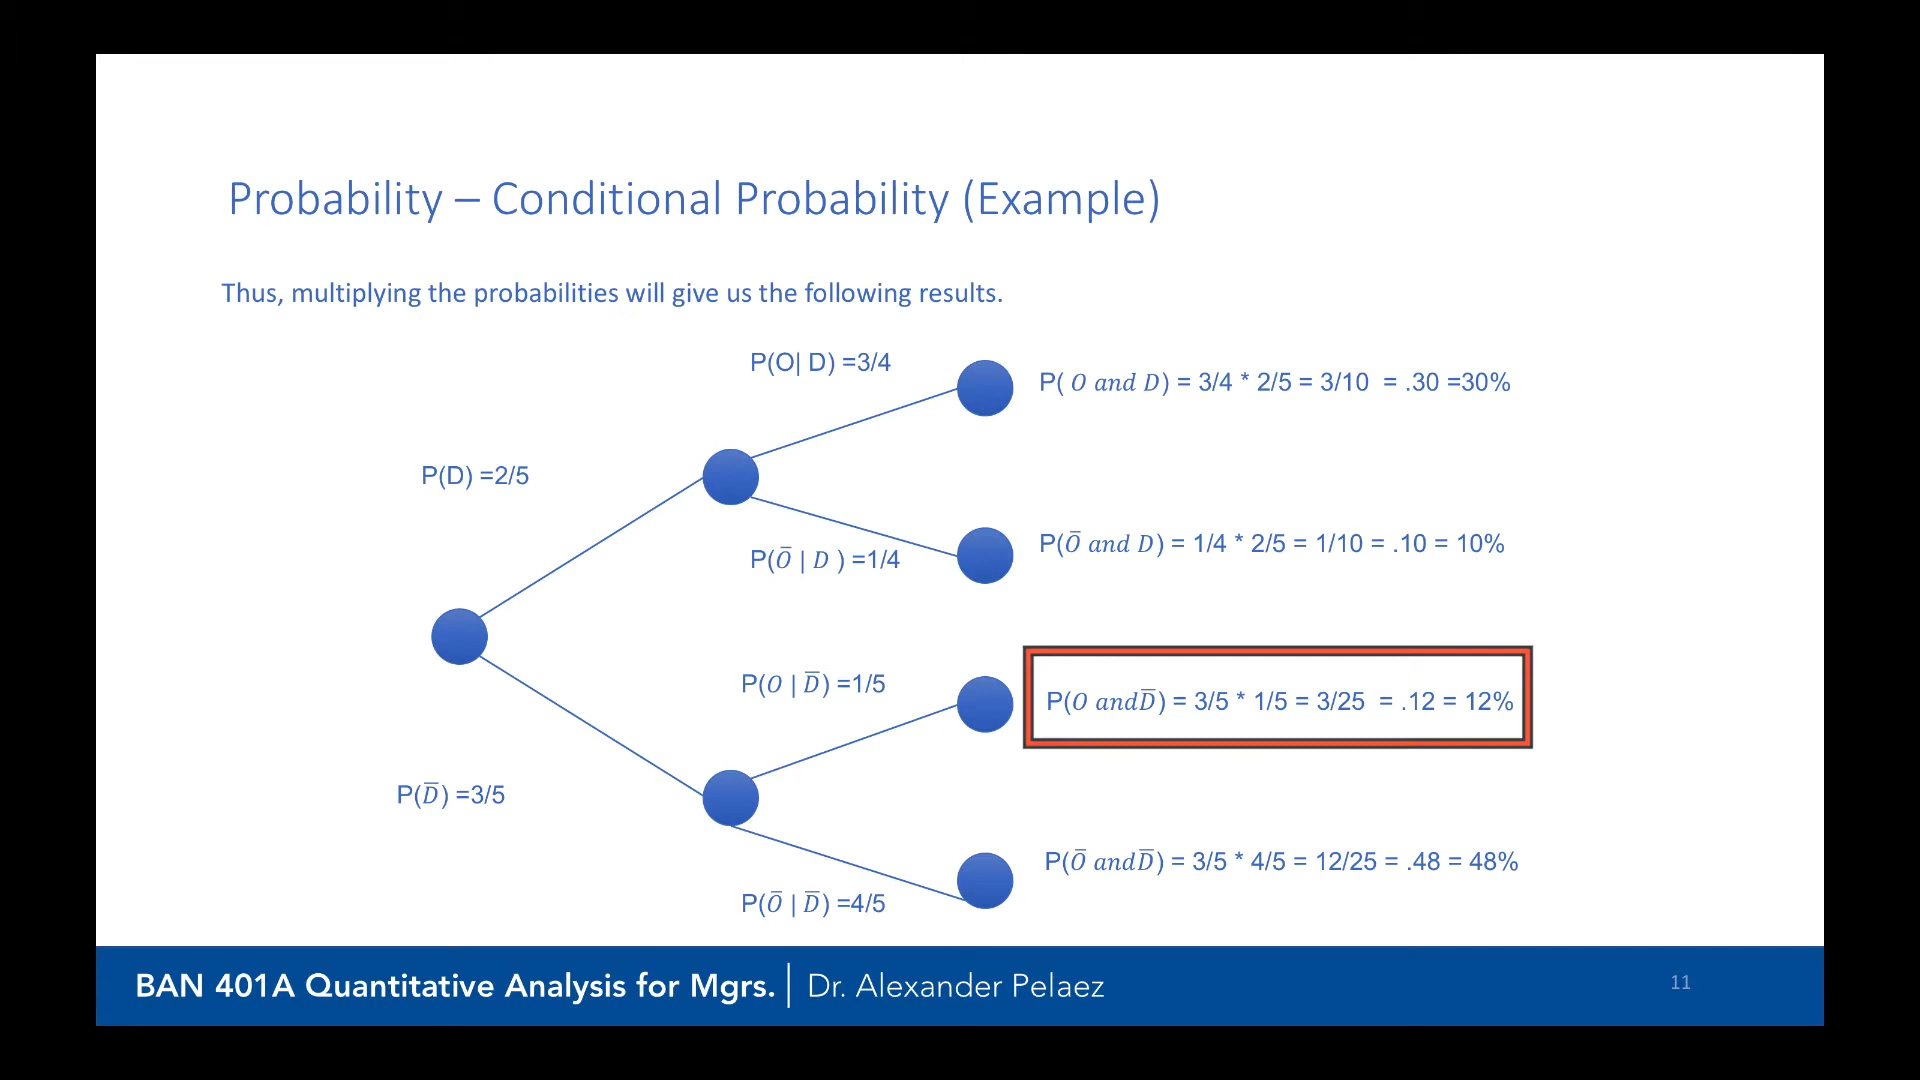 Probability – Conditional Probability (Example)
Thus, multiplying the probabilities will give us the following results.
P(O| D) =3/4
P( O and D) = 3/4 * 2/5 = 3/10 = .30 =30%
P(D) =2/5
P(O̅ and D) = 1/4 * 2/5 = 1/10 = .10 = 10%
P(O̅ | D ) =1/4
P(O | D̅) =1/5
P(O andD̅) = 3/5 * 1/5 = 3/25 = .12 = 12%
P(D̅) =3/5
P(O̅ andD̅) = 3/5 * 4/5 = 12/25 = .48 = 48%
P(O̅ | D̅) =4/5
BAN 401A Quantitative Analysis for Mgrs. | Dr. Alexander Pelaez
11